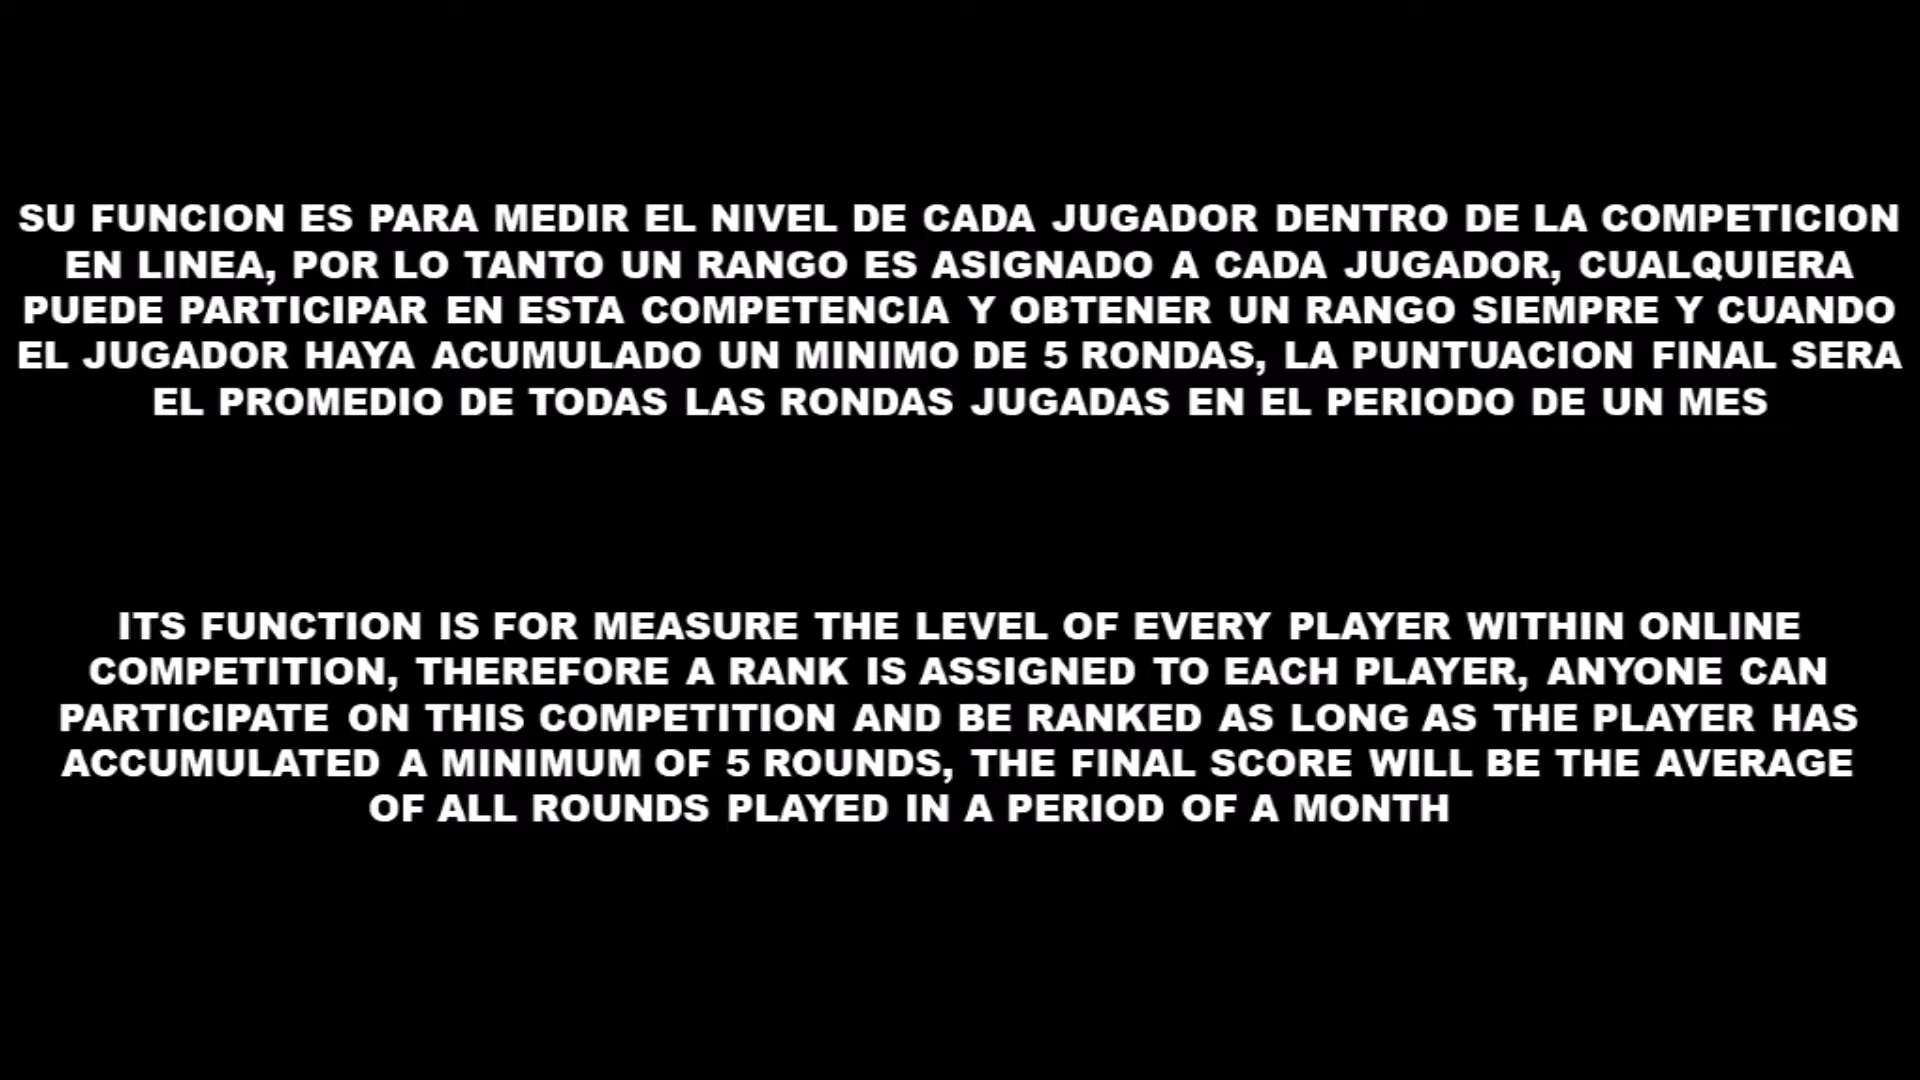 SU FUNCION ES PARA MEDIR EL NIVEL DE CADA JUGADOR DENTRO DE LA COMPETICION
EN LINEA, POR LO TANTO UN RANGO ES ASIGNADO A CADA JUGADOR, CUALQUIERA
PUEDE PARTICIPAR EN ESTA COMPETENCIA Y OBTENER UN RANGO SIEMPRE Y CUANDO
EL JUGADOR HAYA ACUMULADO UN MINIMO DE 5 RONDAS, LA PUNTUACION FINAL SERA
EL PROMEDIO DE TODAS LAS RONDAS JUGADAS EN EL PERIODO DE UN MES
ITS FUNCTION IS FOR MEASURE THE LEVEL OF EVERY PLAYER WITHIN ONLINE
COMPETITION, THEREFORE A RANK IS ASSIGNED TO EACH PLAYER, ANYONE CAN
PARTICIPATE ON THIS COMPETITION AND BE RANKED AS LONG AS THE PLAYER HAS
ACCUMULATED A MINIMUM OF 5 ROUNDS, THE FINAL SCORE WILL BE THE AVERAGE
OF ALL ROUNDS PLAYED IN A PERIOD OF A MONTH